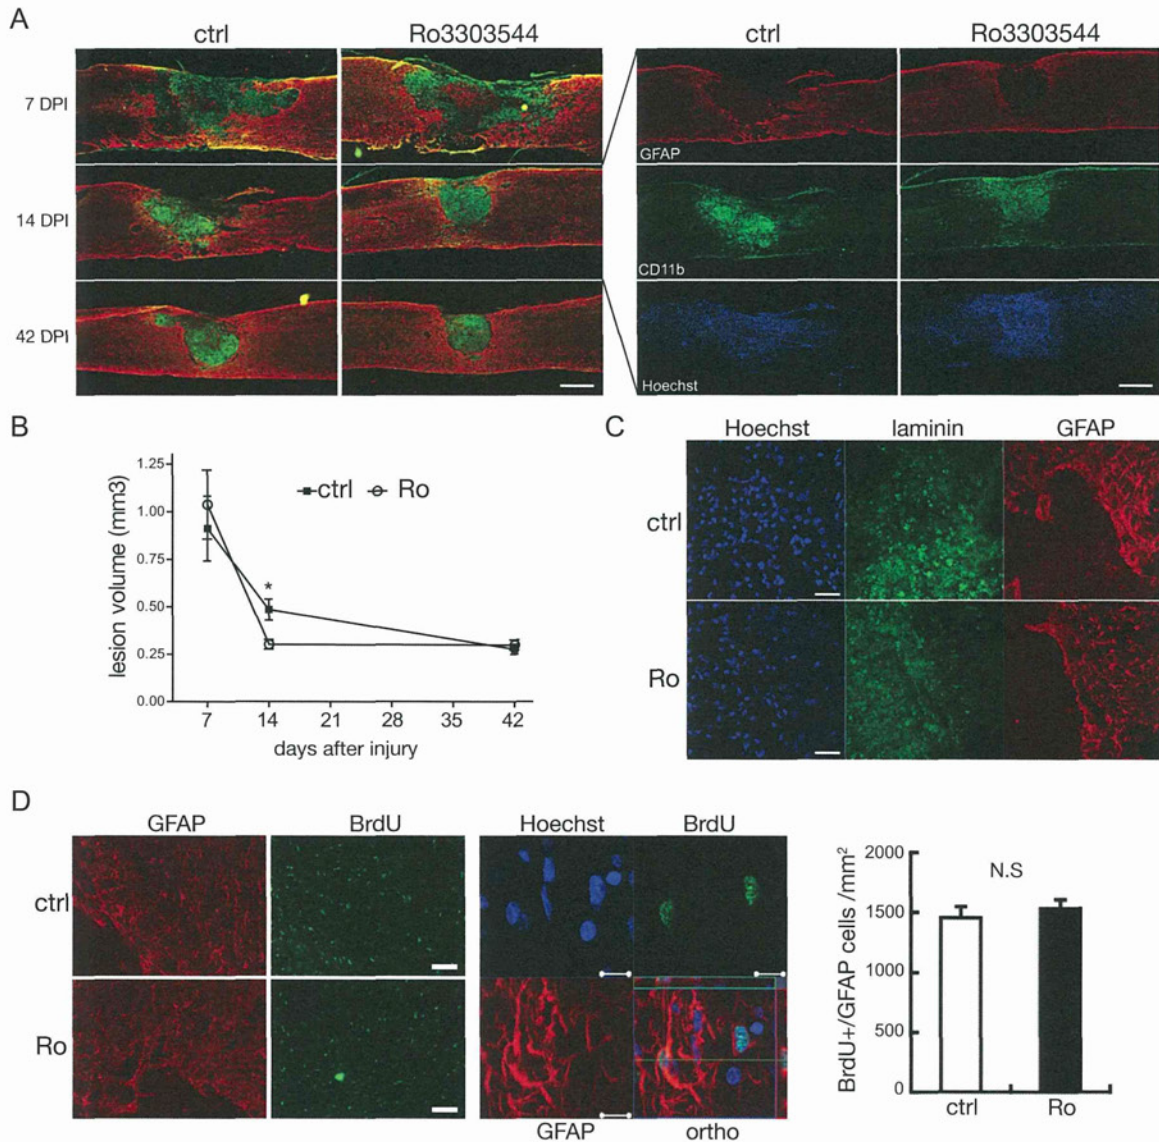 A
ctrl
Ro3303544
ctrl
Ro3303544
7 DPI
14 DPI
42 DPI
GFAP
CD11b
Hoechst
B
lesion volume (mm3)
1.25
1.00
0.75
0.50
0.25
0.00
ctrl
Ro
*
7
14
21
28
35
42
days after injury
C
Hoechst
laminin
GFAP
ctrl
Ro
D
GFAP
BrdU
ctrl
Ro
Hoechst
BrdU
GFAP
ortho
BrdU+/GFAP cells /mm²
2000
1500
1000
500
0
N.S
ctrl
Ro